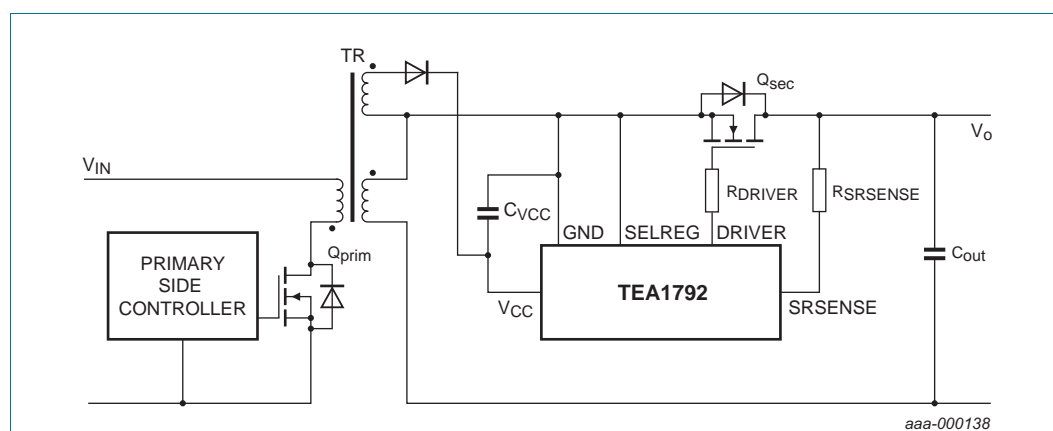 TR
Qsec
Vo
VIN
RDRIVER
RSRSENSE
CVCC
GND
SELREG
DRIVER
Cout
Qprim
PRIMARY
SIDE
CONTROLLER
TEA1792
VCC
SRSENSE
aaa-000138